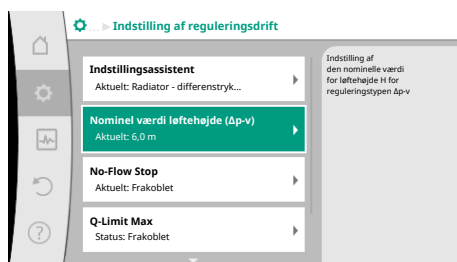 ... ▶ Indstilling af reguleringsdrift
Indstillingsassistent
Aktuelt: Radiator - differenstryk...
Nominel værdi løftehøjde (Δp-v)
Aktuelt: 6,0 m
No-Flow Stop
Aktuelt: Frakoblet
Q-Limit Max
Status: Frakoblet
Indstilling af
den nominelle værdi
for løftehøjde H for
reguleringstypen Δp-v
?